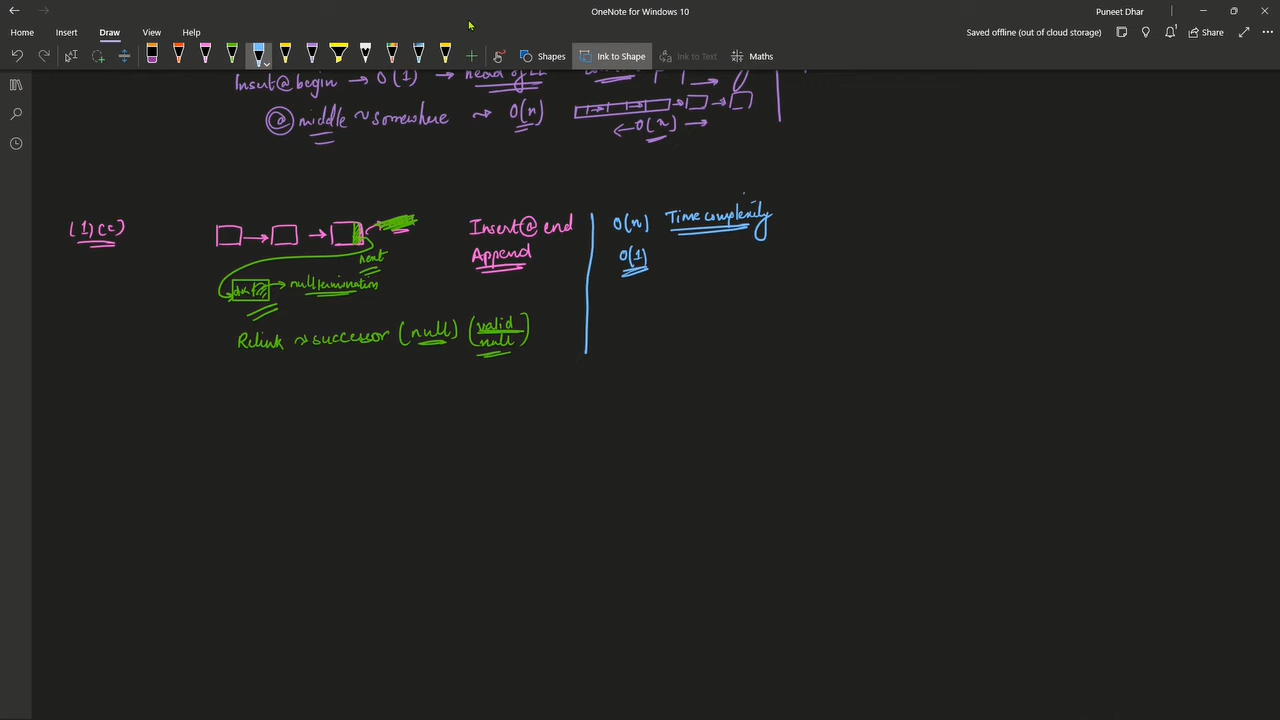 OneNote for Windows 10
Puneet Dhar
Home Insert Draw View Help
Saved offline (out of cloud storage)
Share
Shapes
Ink to Shape
Ink to Text
Maths
Insert@ begin → O(1) → head of LL
@ middle ~ somewhere → O(n)
← O(n) →
(1)(c)
Insert@ end
Append
O(n) Time complexity
O(1)
next
data → null termination
Relink ~ successor (null) (valid/null)